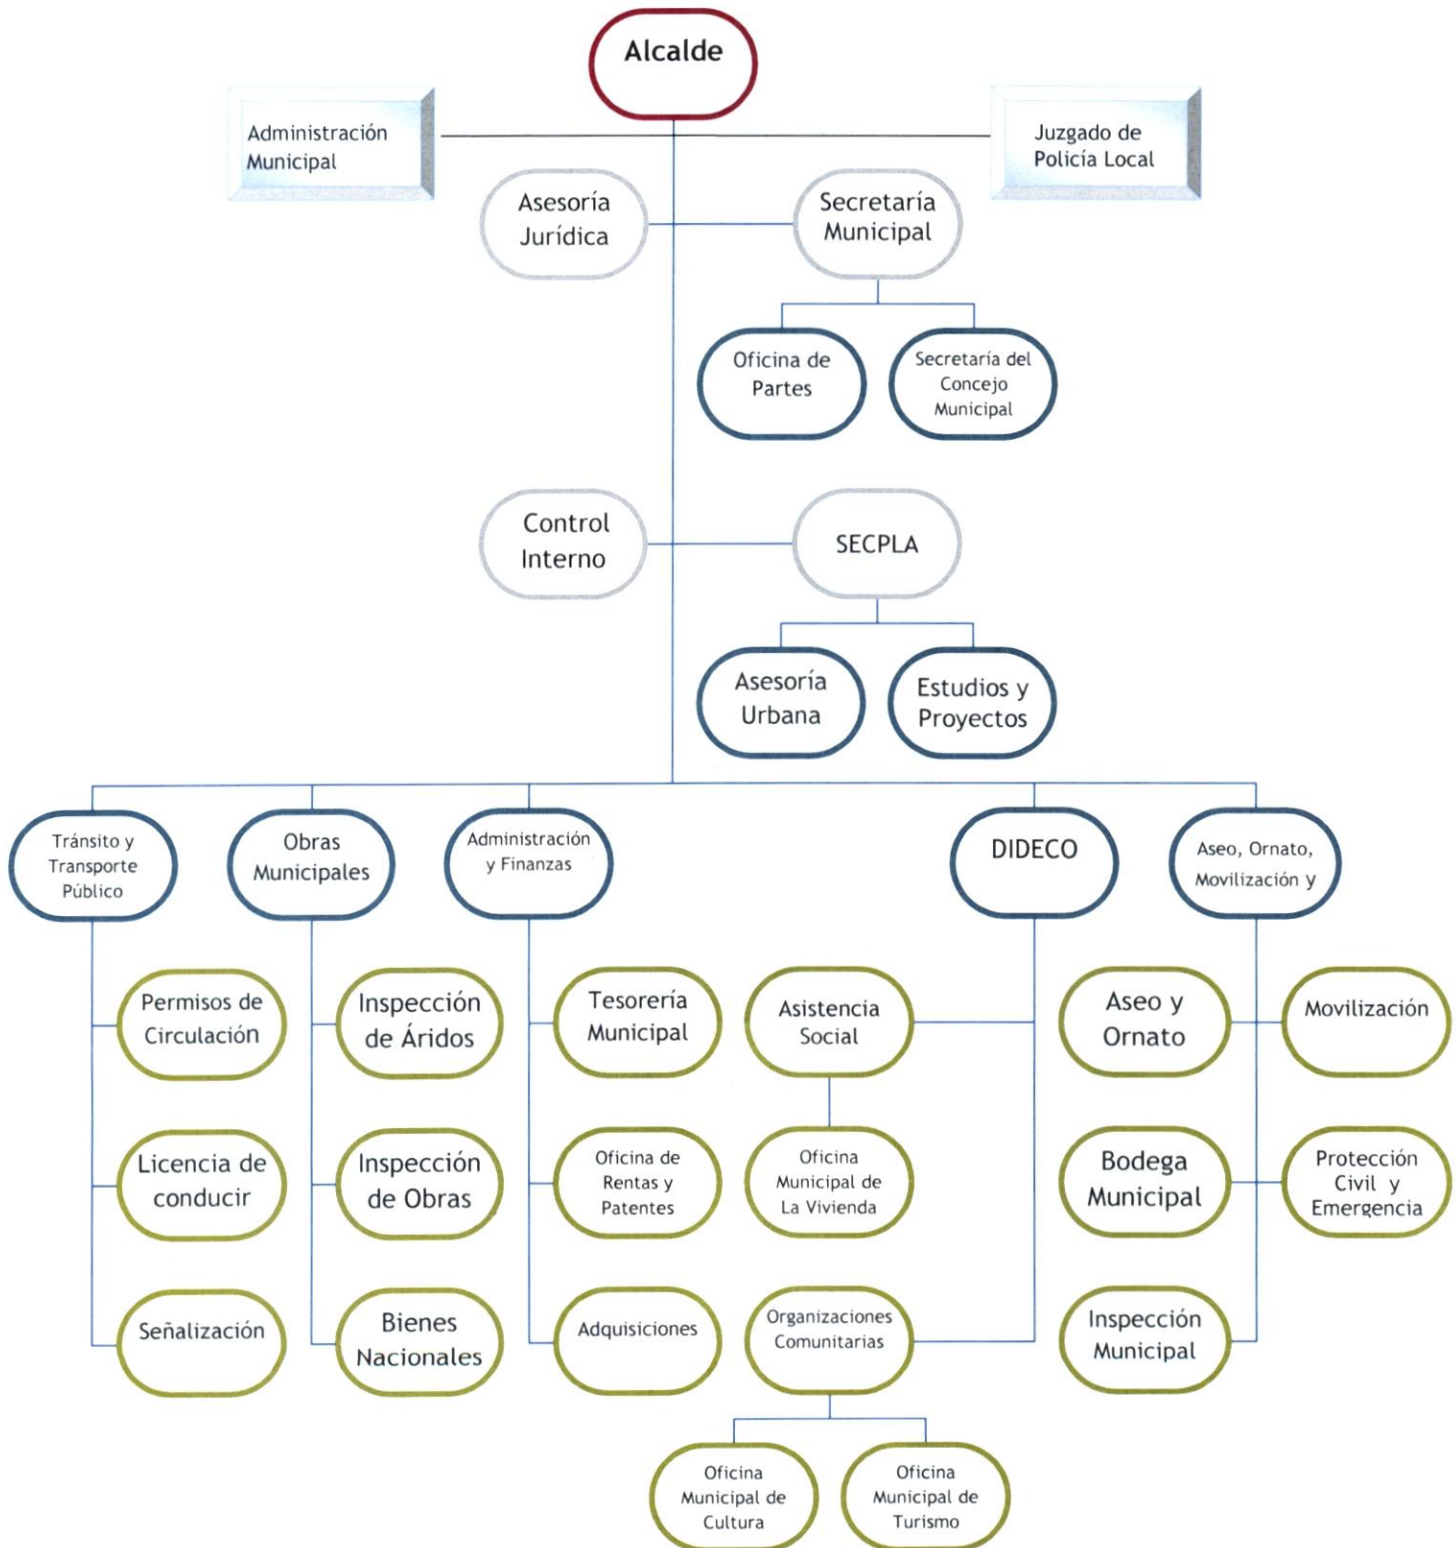 Alcalde
Administración
Municipal
Juzgado de
Policía Local
Asesoría
Jurídica
Secretaría
Municipal
Oficina de
Partes
Secretaría del
Concejo
Municipal
Control
Interno
SECPLA
Asesoría
Urbana
Estudios y
Proyectos
Tránsito y
Transporte
Público
Obras
Municipales
Administración
y Finanzas
DIDECO
Aseo, Ornato,
Movilización y
Permisos de
Circulación
Inspección
de Áridos
Tesorería
Municipal
Asistencia
Social
Aseo y
Ornato
Movilización
Licencia de
conducir
Inspección
de Obras
Oficina de
Rentas y
Patentes
Oficina
Municipal de
La Vivienda
Bodega
Municipal
Protección
Civil y
Emergencia
Señalización
Bienes
Nacionales
Adquisiciones
Organizaciones
Comunitarias
Inspección
Municipal
Oficina
Municipal de
Cultura
Oficina
Municipal de
Turismo